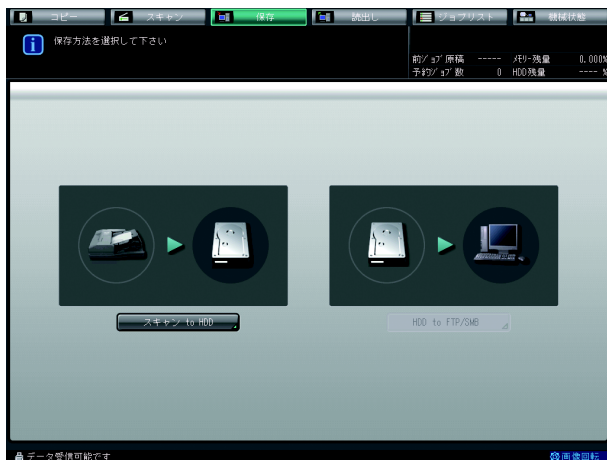 コピー スキャン 保存 読出し ジョブリスト 機械状態
保存方法を選択して下さい
前ｼﾞｮﾌﾞ原稿 ----- ﾒﾓﾘｰ残量 0.000%
予約ｼﾞｮﾌﾞ数 0 HDD残量 ---- %
スキャン to HDD HDD to FTP/SMB
データ受信可能です 画像回転